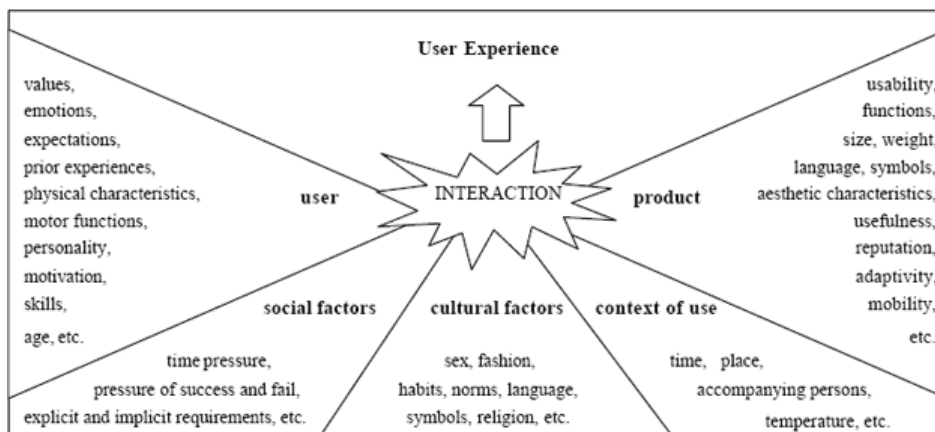 User Experience
values,
emotions,
expectations,
prior experiences,
physical characteristics,
motor functions,
personality,
motivation,
skills,
age, etc.
user
INTERACTION
product
usability,
functions,
size, weight,
language, symbols,
aesthetic characteristics,
usefulness,
reputation,
adaptivity,
mobility,
etc.
social factors
time pressure,
pressure of success and fail,
explicit and implicit requirements, etc.
cultural factors
sex, fashion,
habits, norms, language,
symbols, religion, etc.
context of use
time, place,
accompanying persons,
temperature, etc.